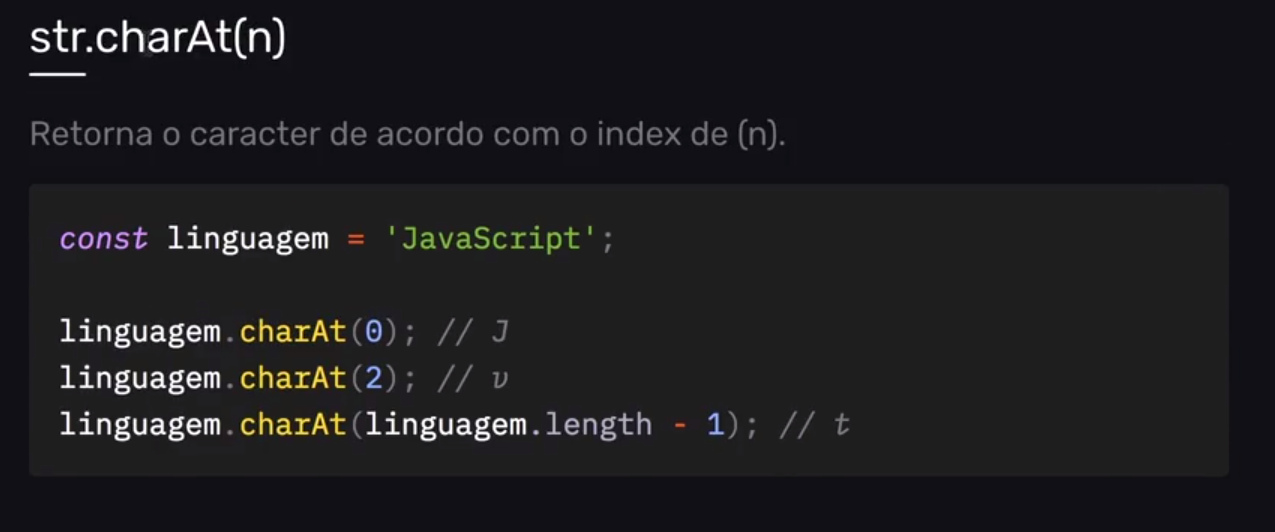 str.charAt(n)
Retorna o caracter de acordo com o index de (n).
const linguagem = 'JavaScript';
linguagem.charAt(0); // J
linguagem.charAt(2); // v
linguagem.charAt(linguagem.length - 1); // t